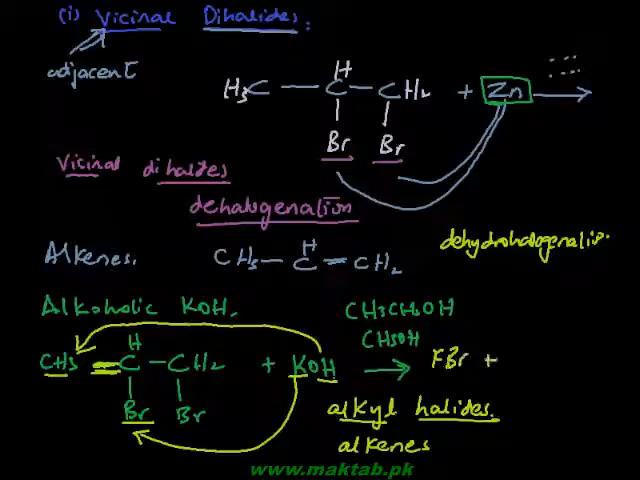 (i) Vicinal Dihalides:
adjacent
H3C — C — CH2 + Zn →
H
Br Br
Vicinal dihalides
dehalogenation
dehydrohalogenation.
Alkenes. CH3 — C = CH2
H
Alkoholic KOH. CH3CH2OH
CH3OH
H
CH3 = C — CH2 + KOH → KBr +
Br Br
alkyl halides.
alkenes
www.maktab.pk